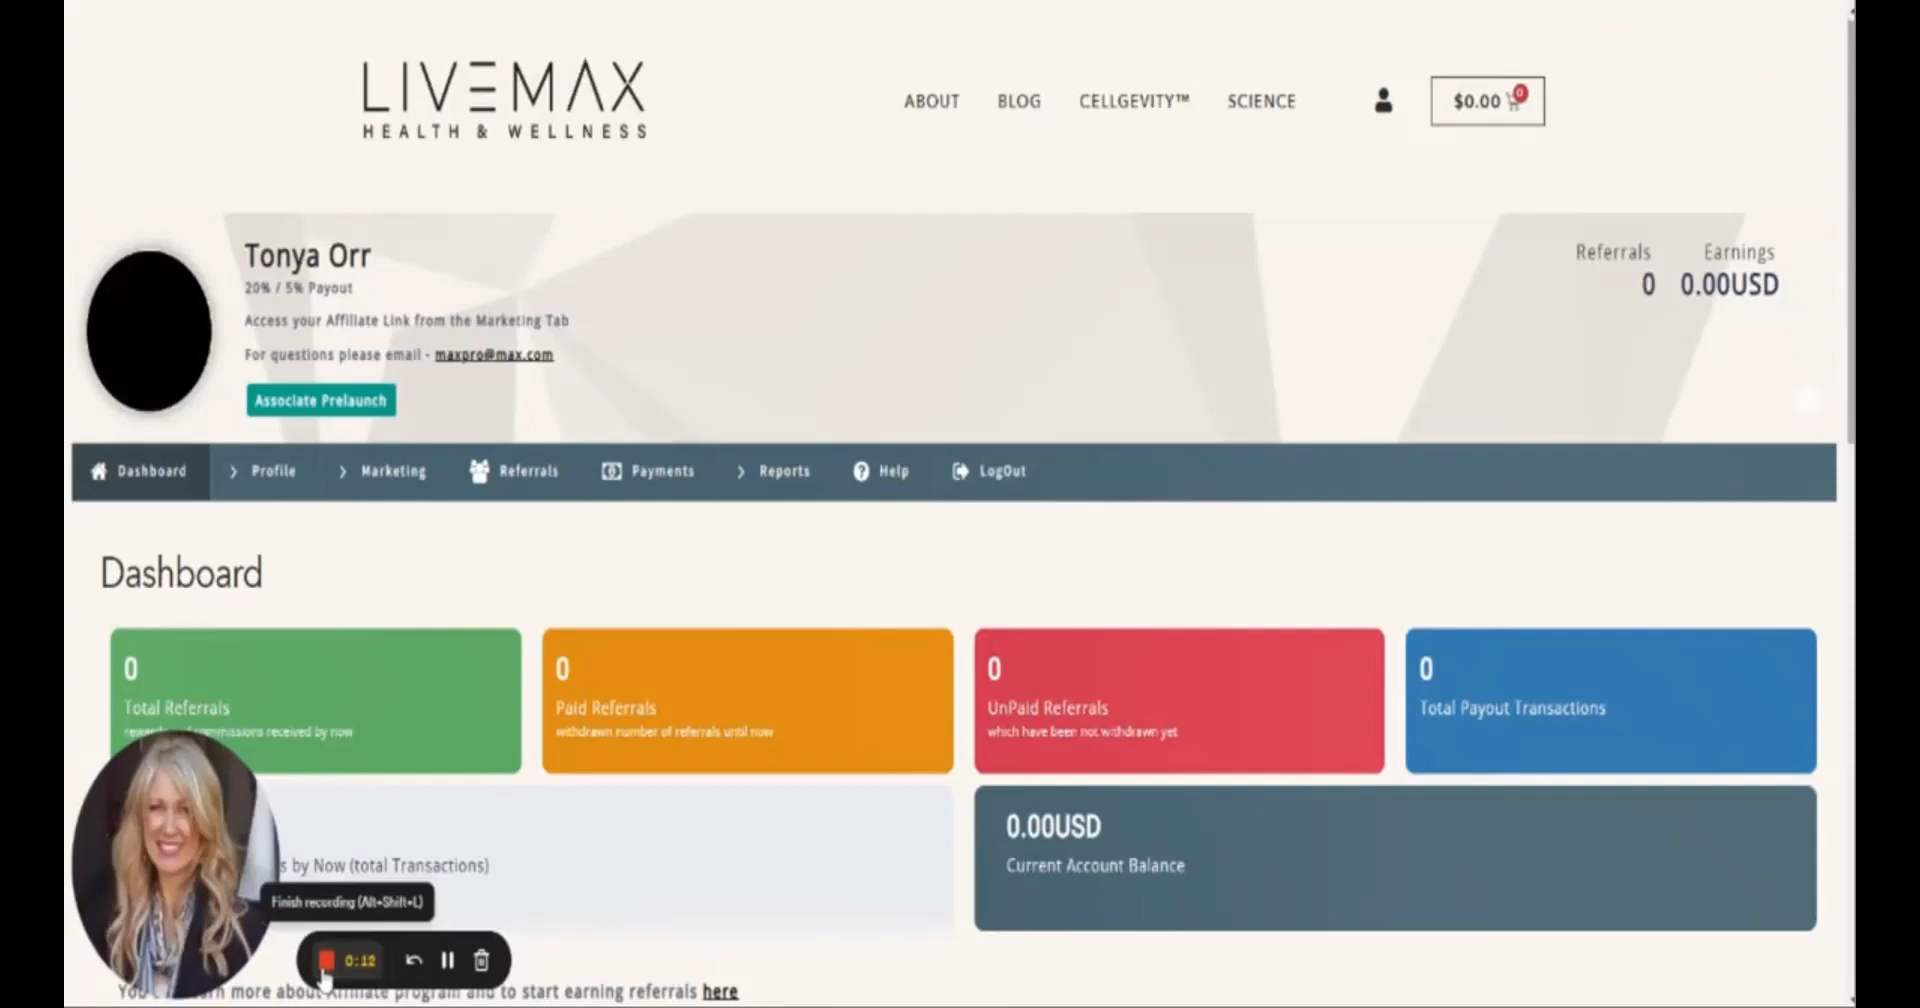 LIVEMAX
HEALTH & WELLNESS
ABOUT BLOG CELLGEVITY™ SCIENCE $0.00 0
Tonya Orr
20% / 5% Payout
Access your Affiliate Link from the Marketing Tab
For questions please email - maxpro@max.com
Associate Prelaunch
Referrals Earnings
0 0.00USD
Dashboard Profile Marketing Referrals Payments Reports Help LogOut
Dashboard
0
Total Referrals
received by now
0
Paid Referrals
withdrawn number of referrals until now
0
UnPaid Referrals
which have been not withdrawn yet
0
Total Payout Transactions
s by Now (total Transactions)
0.00USD
Current Account Balance
Finish recording (Alt+Shift+L)
0:12
more about Affiliate program and to start earning referrals here